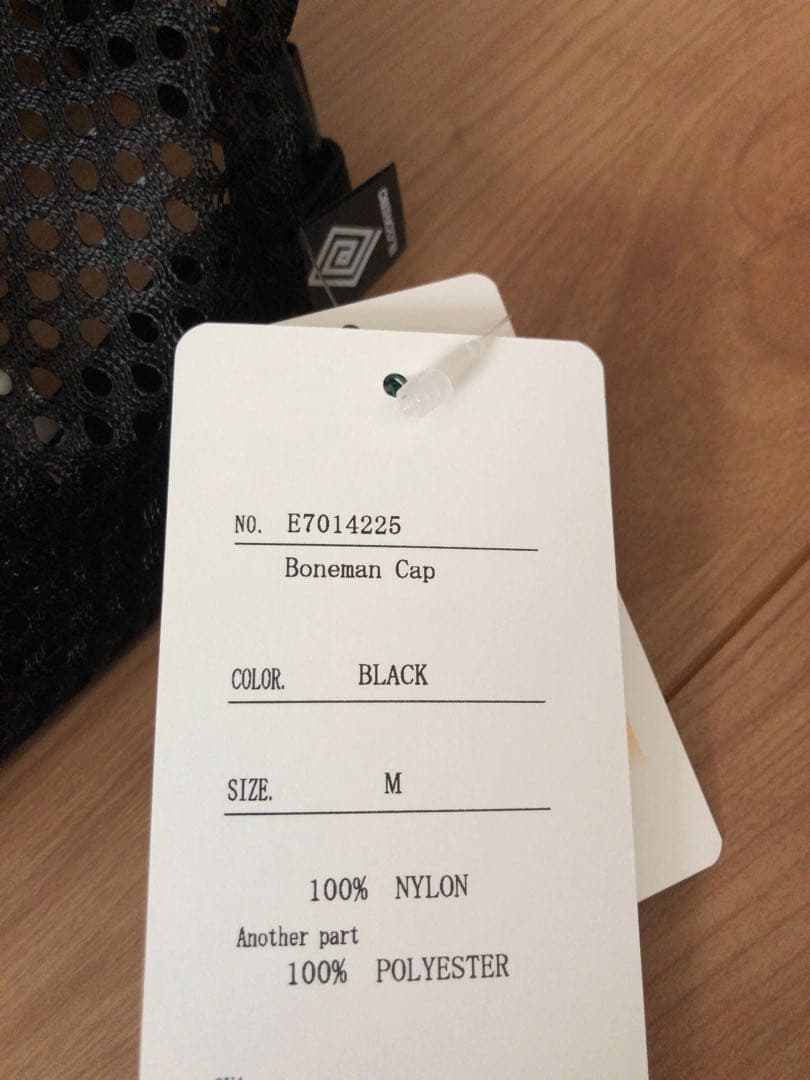 NO. E7014225
Boneman Cap
COLOR. BLACK
SIZE. M
100% NYLON
Another part
100% POLYESTER